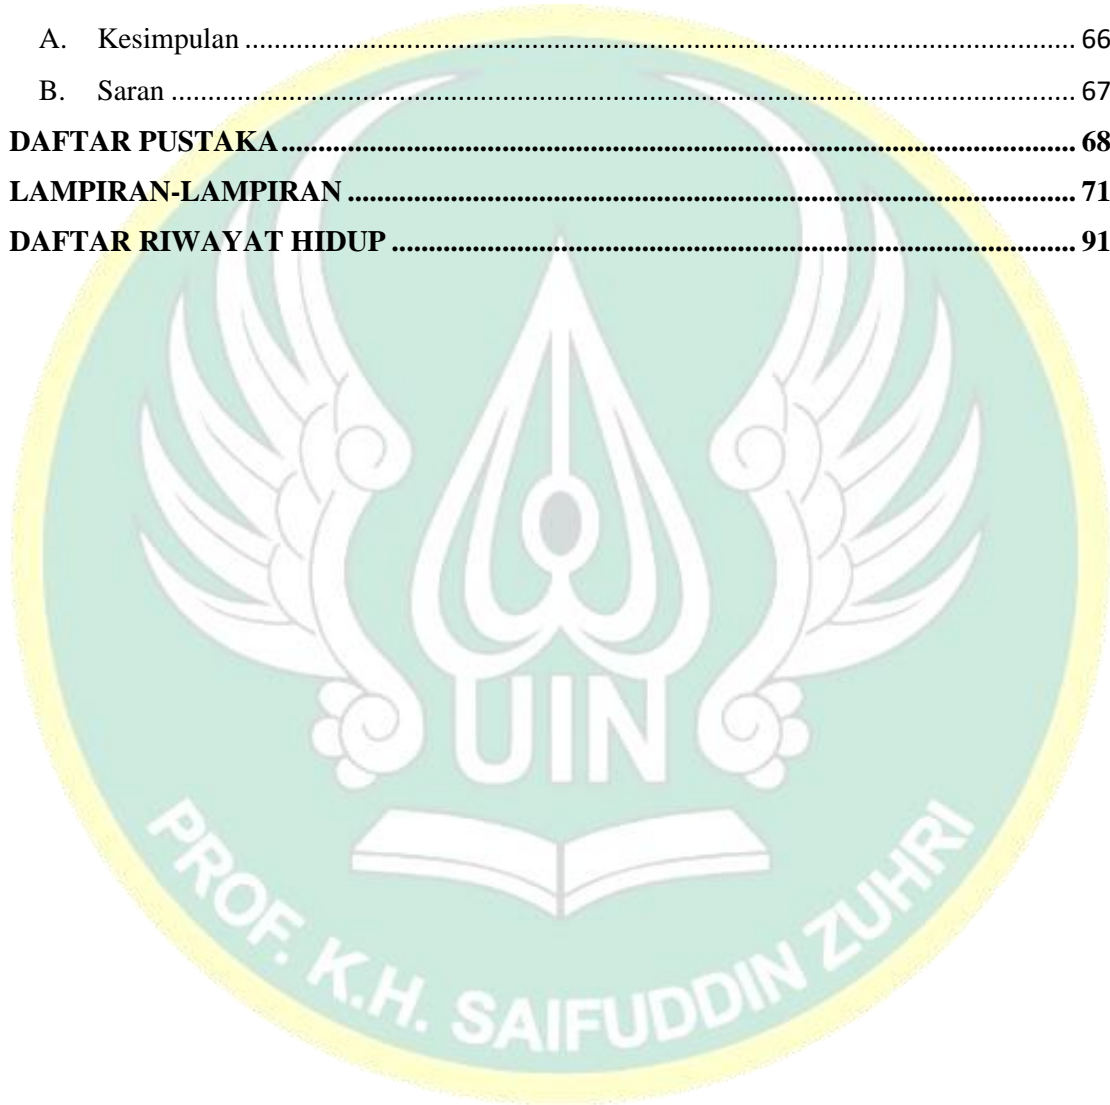 A. Kesimpulan ........................................................................................................ 66
B. Saran ................................................................................................................. 67
DAFTAR PUSTAKA ............................................................................................... 68
LAMPIRAN-LAMPIRAN ...................................................................................... 71
DAFTAR RIWAYAT HIDUP ................................................................................ 91
UIN
PROF. K.H. SAIFUDDIN ZUHRI